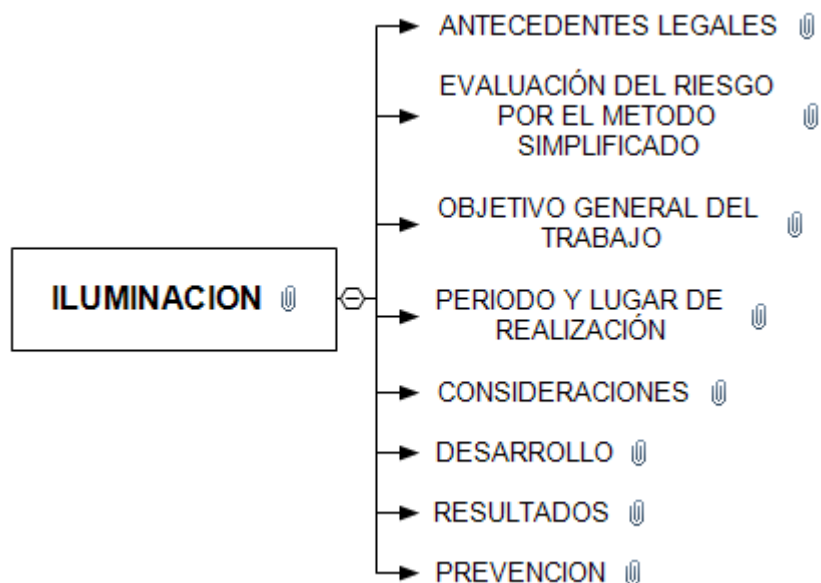 ANTECEDENTES LEGALES
EVALUACIÓN DEL RIESGO
POR EL METODO
SIMPLIFICADO
OBJETIVO GENERAL DEL
TRABAJO
ILUMINACION
PERIODO Y LUGAR DE
REALIZACIÓN
CONSIDERACIONES
DESARROLLO
RESULTADOS
PREVENCION